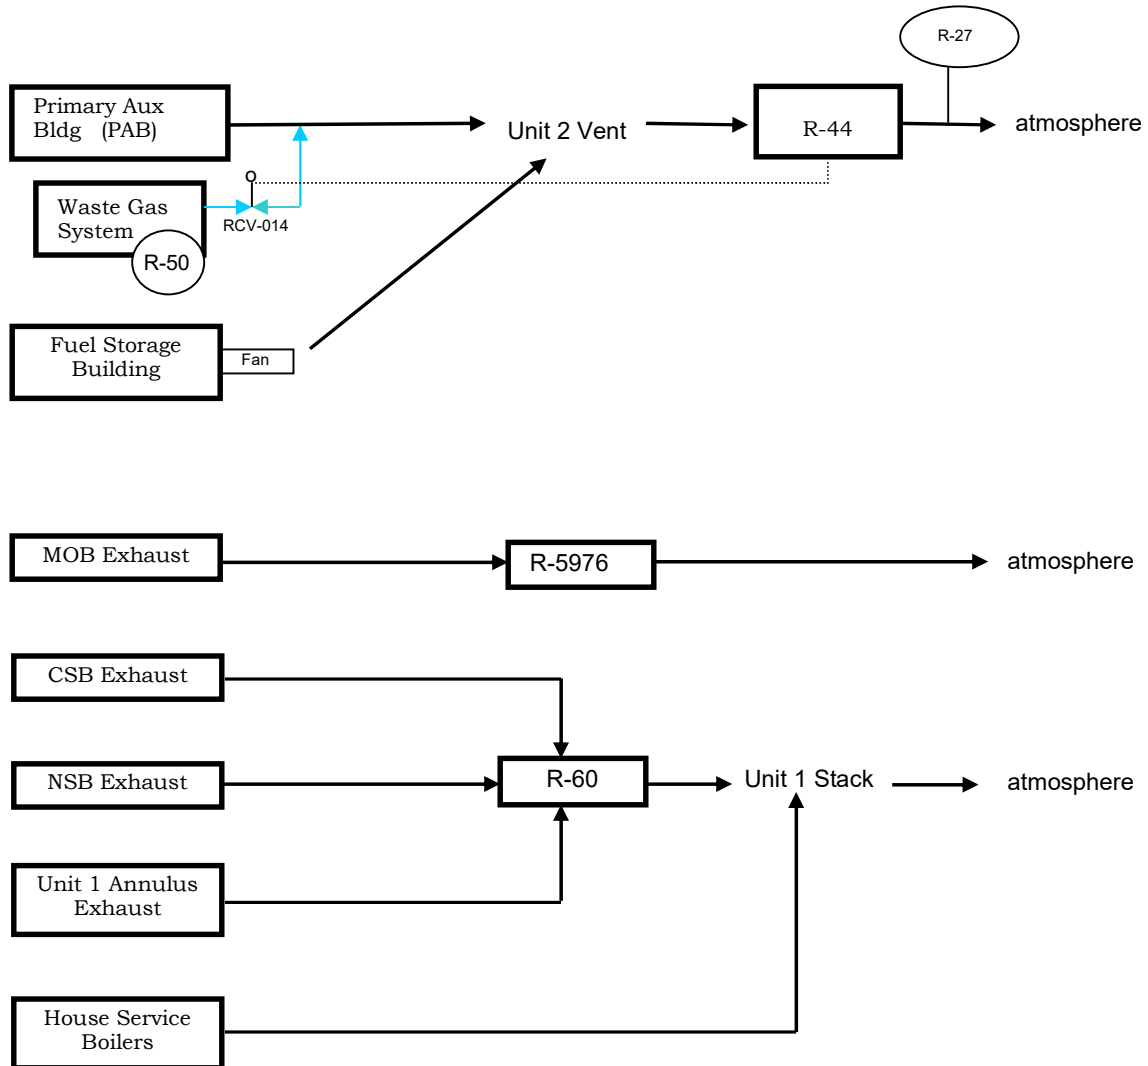 R-27
Primary Aux
Bldg (PAB)
Unit 2 Vent
R-44
atmosphere
O
RCV-014
Waste Gas
System
R-50
Fuel Storage
Building
Fan
MOB Exhaust
R-5976
atmosphere
CSB Exhaust
NSB Exhaust
R-60
Unit 1 Stack
atmosphere
Unit 1 Annulus
Exhaust
House Service
Boilers